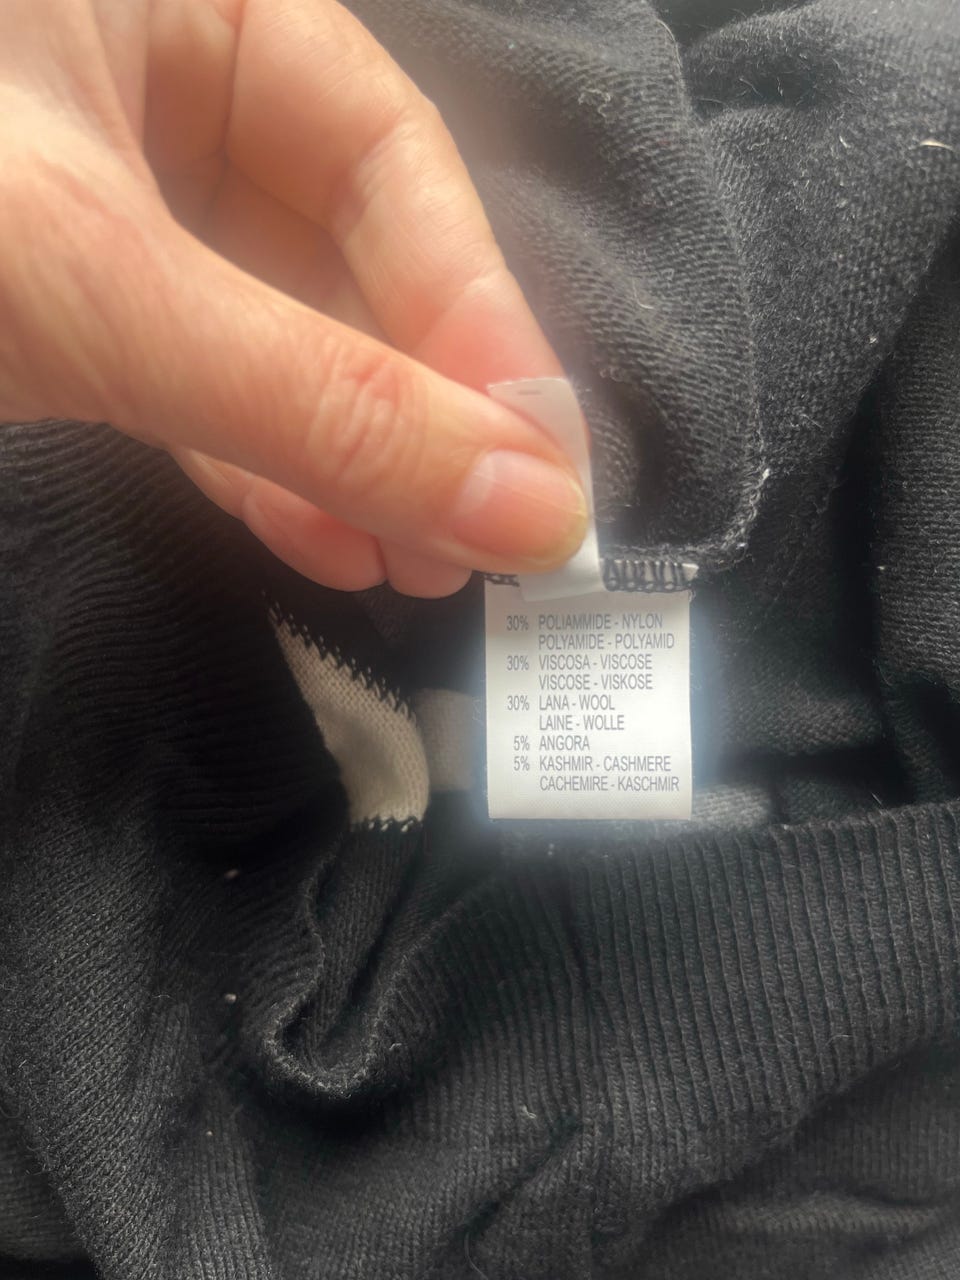 30% POLIAMMIDE - NYLON
POLYAMIDE - POLYAMID
30% VISCOSA - VISCOSE
VISCOSE - VISKOSE
30% LANA - WOOL
LAINE - WOLLE
5% ANGORA
5% KASHMIR - CASHMERE
CACHEMIRE - KASCHMIR